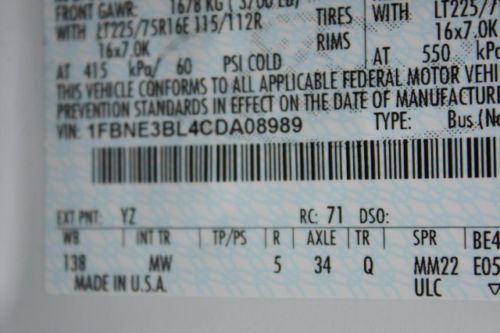 FRONT GAWR: 1678 KG ( 3700 LB)
WITH LT225/75R16E 115/112R TIRES LT225/7
16x7.0K RIMS 16x7.0K
AT 415 kPa/ 60 PSI COLD AT 550 k
THIS VEHICLE CONFORMS TO ALL APPLICABLE FEDERAL MOTOR VEHI
PREVENTION STANDARDS IN EFFECT ON THE DATE OF MANUFACTUR
VIN: 1FBNE3BL4CDA08989 TYPE: Bus (No
EXT PNT: YZ RC: 71 DSO:
WB INT TR TP/PS R AXLE TR SPR BE4
138 MW 5 34 Q MM22 E05
MADE IN U.S.A. ULC